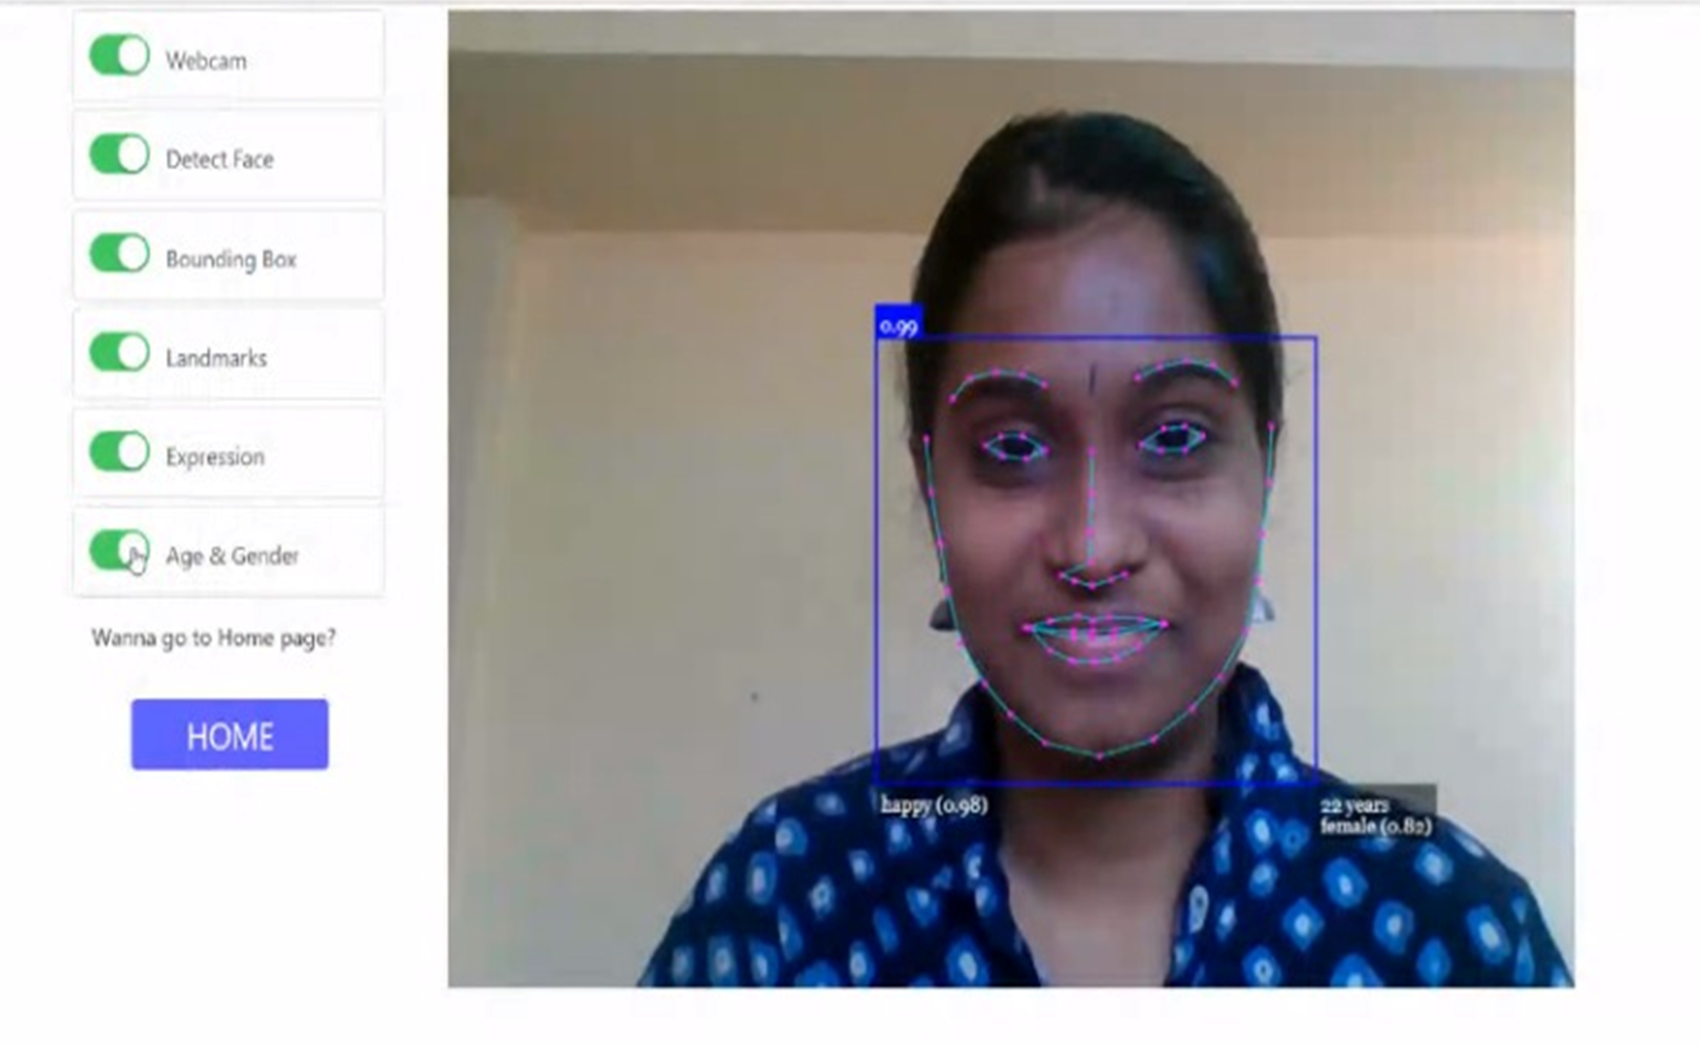 Webcam
Detect Face
Bounding Box
Landmarks
Expression
Age & Gender
Wanna go to Home page?
HOME
0.99
happy (0.98)
22 years
female (0.82)